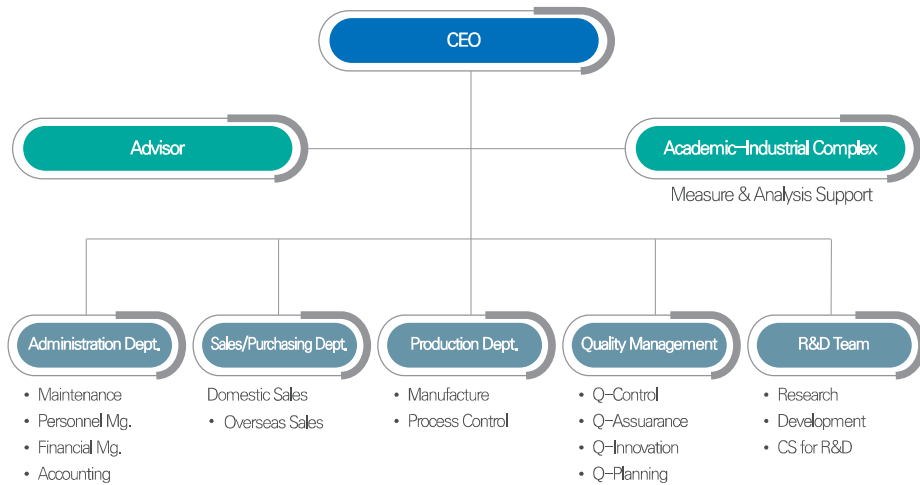 CEO
Advisor
Academic-Industrial Complex
Measure & Analysis Support
Administration Dept.
• Maintenance
• Personnel Mg.
• Financial Mg.
• Accounting
Sales/Purchasing Dept.
Domestic Sales
• Overseas Sales
Production Dept.
• Manufacture
• Process Control
Quality Management
• Q-Control
• Q-Assuarance
• Q-Innovation
• Q-Planning
R&D Team
• Research
• Development
• CS for R&D